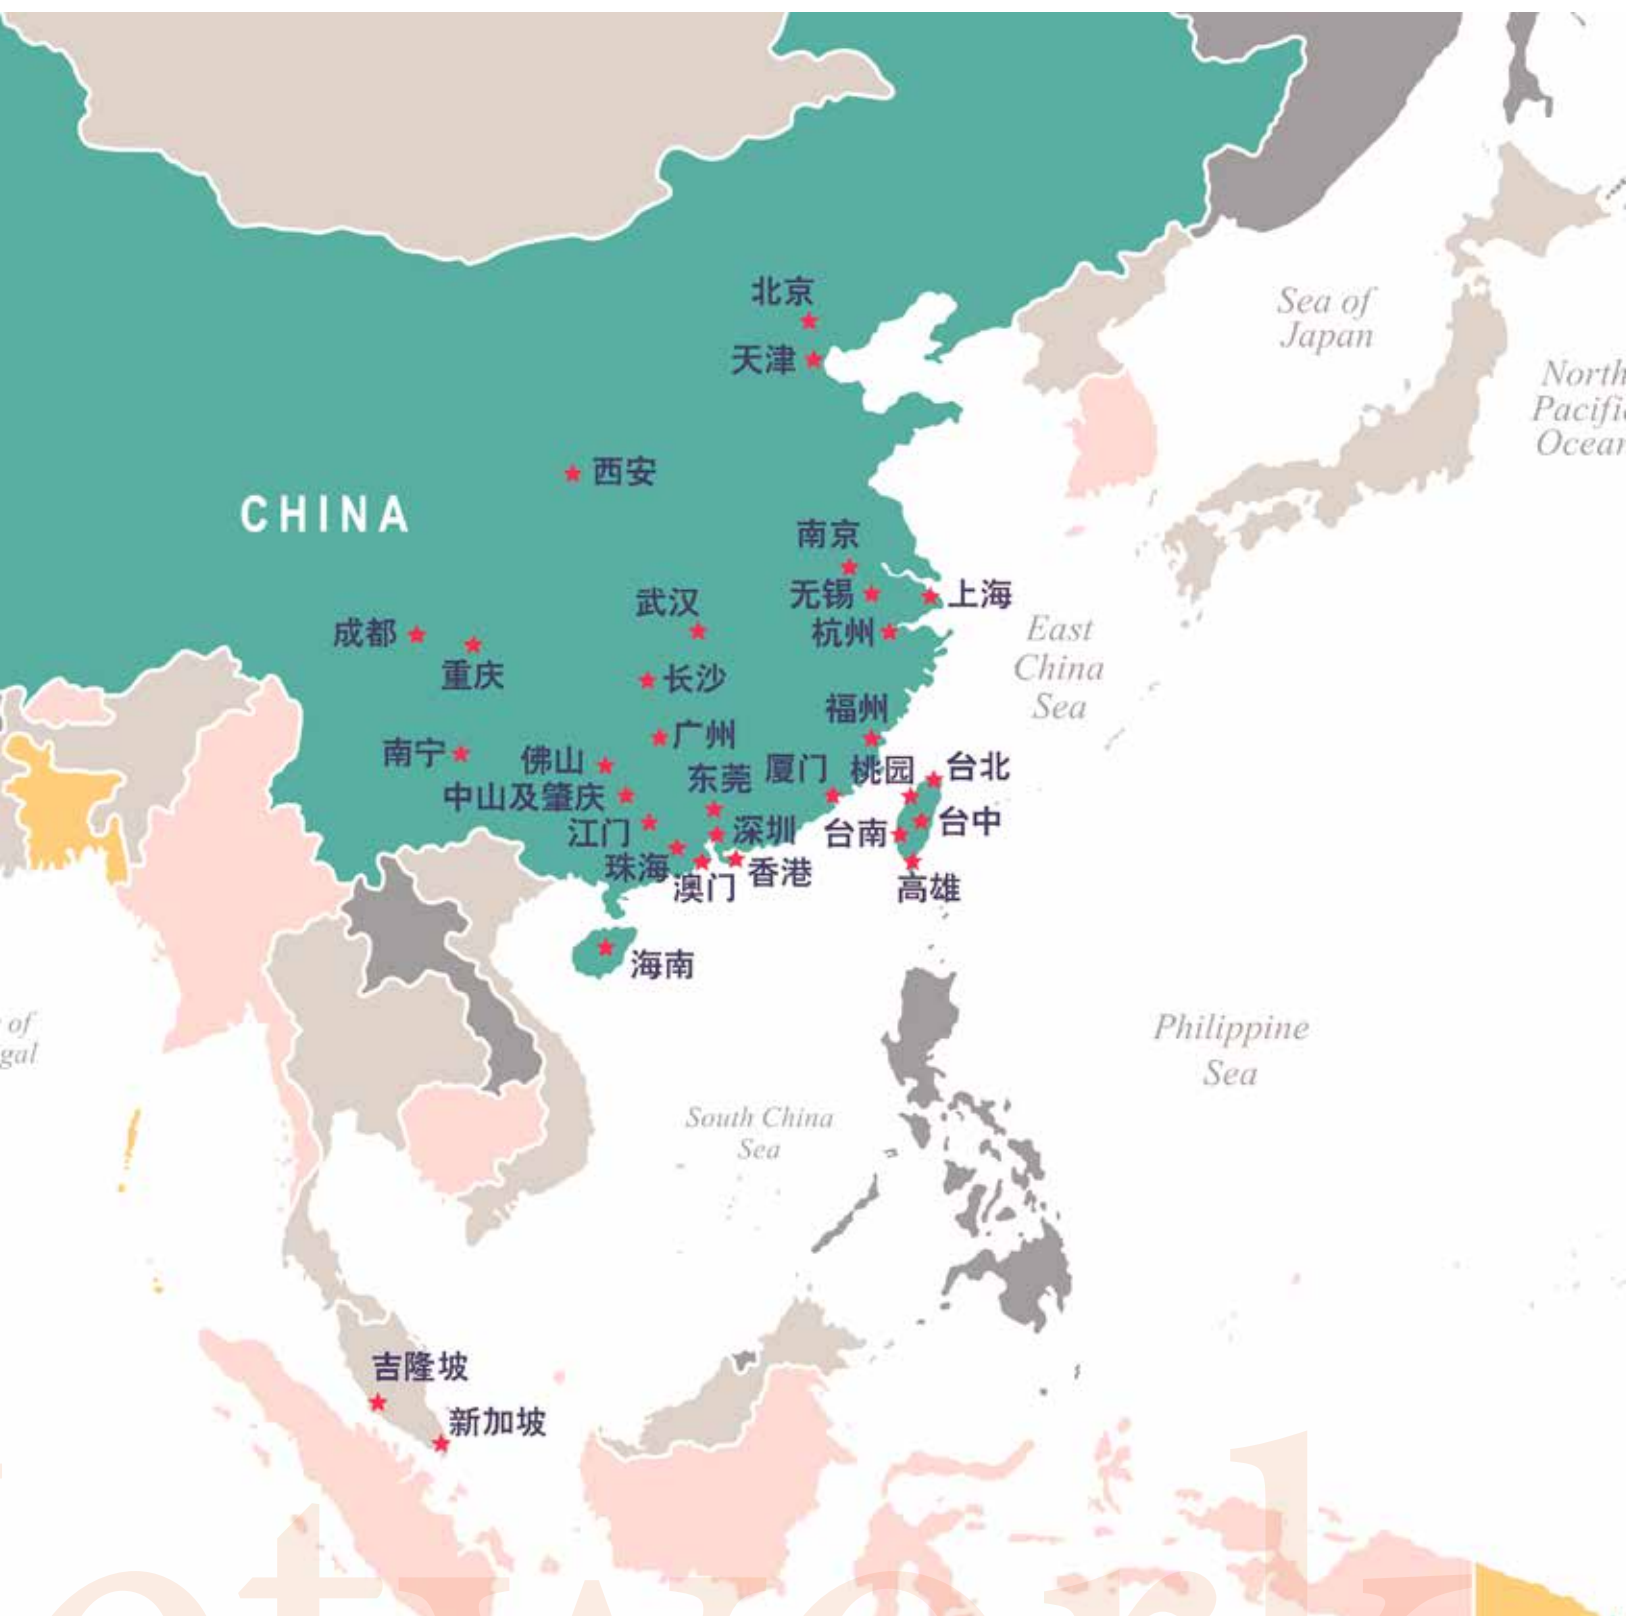 北京
Sea of
Japan
天津
North
Pacific
Ocean
西安
CHINA
南京
无锡
上海
武汉
杭州
成都
重庆
East
China
Sea
长沙
福州
广州
南宁
佛山
东莞
厦门
桃园
台北
中山及肇庆
江门
深圳
台南
台中
珠海
澳门
香港
高雄
海南
of
gal
Philippine
Sea
South China
Sea
吉隆坡
新加坡
etwork